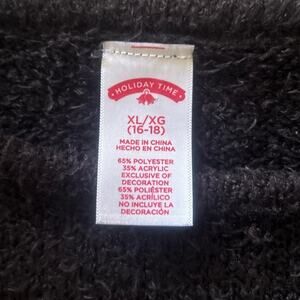 • HOLIDAY TIME •
XL/XG
(16-18)
MADE IN CHINA
HECHO EN CHINA
65% POLYESTER
35% ACRYLIC
EXCLUSIVE OF
DECORATION
65% POLIÉSTER
35% ACRÍLICO
NO INCLUYE LA
DECORACIÓN